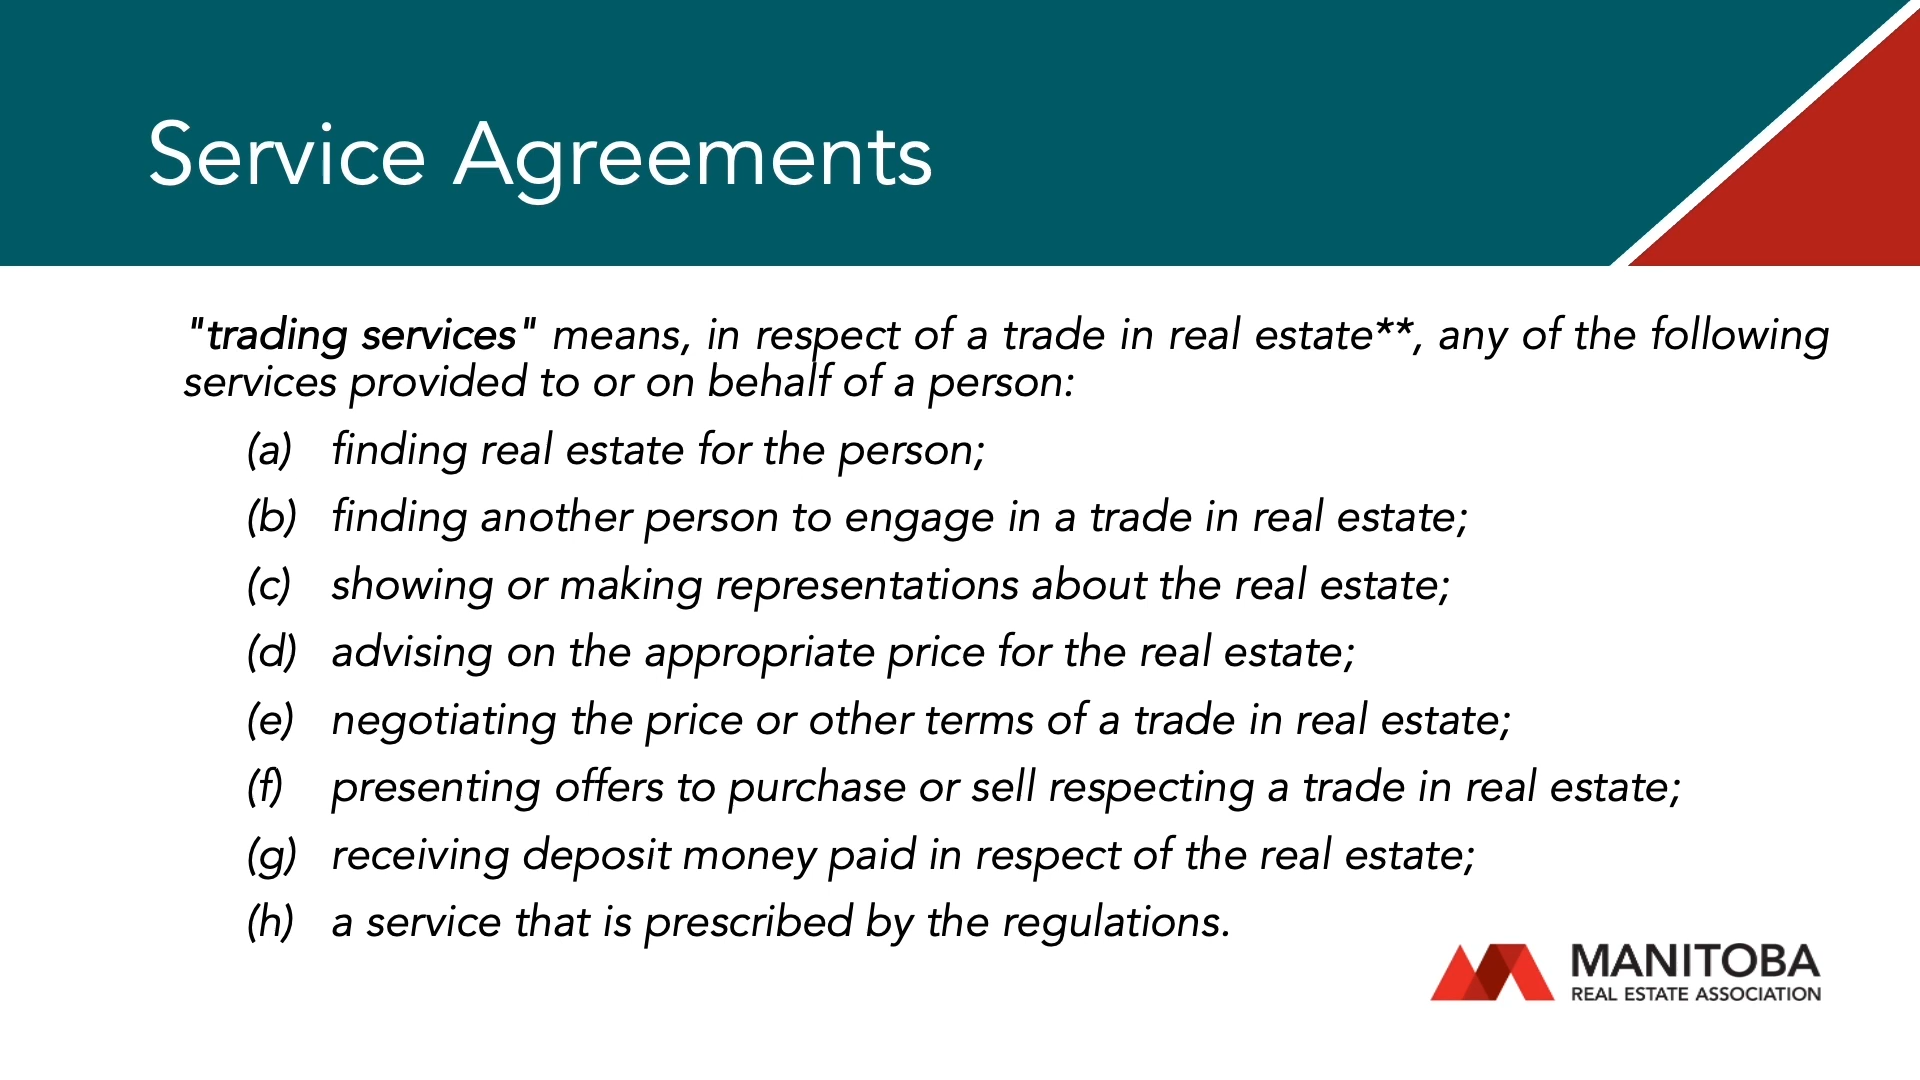 Service Agreements
"trading services" means, in respect of a trade in real estate**, any of the following
services provided to or on behalf of a person:
(a) finding real estate for the person;
(b) finding another person to engage in a trade in real estate;
(c) showing or making representations about the real estate;
(d) advising on the appropriate price for the real estate;
(e) negotiating the price or other terms of a trade in real estate;
(f) presenting offers to purchase or sell respecting a trade in real estate;
(g) receiving deposit money paid in respect of the real estate;
(h) a service that is prescribed by the regulations.
MANITOBA
REAL ESTATE ASSOCIATION